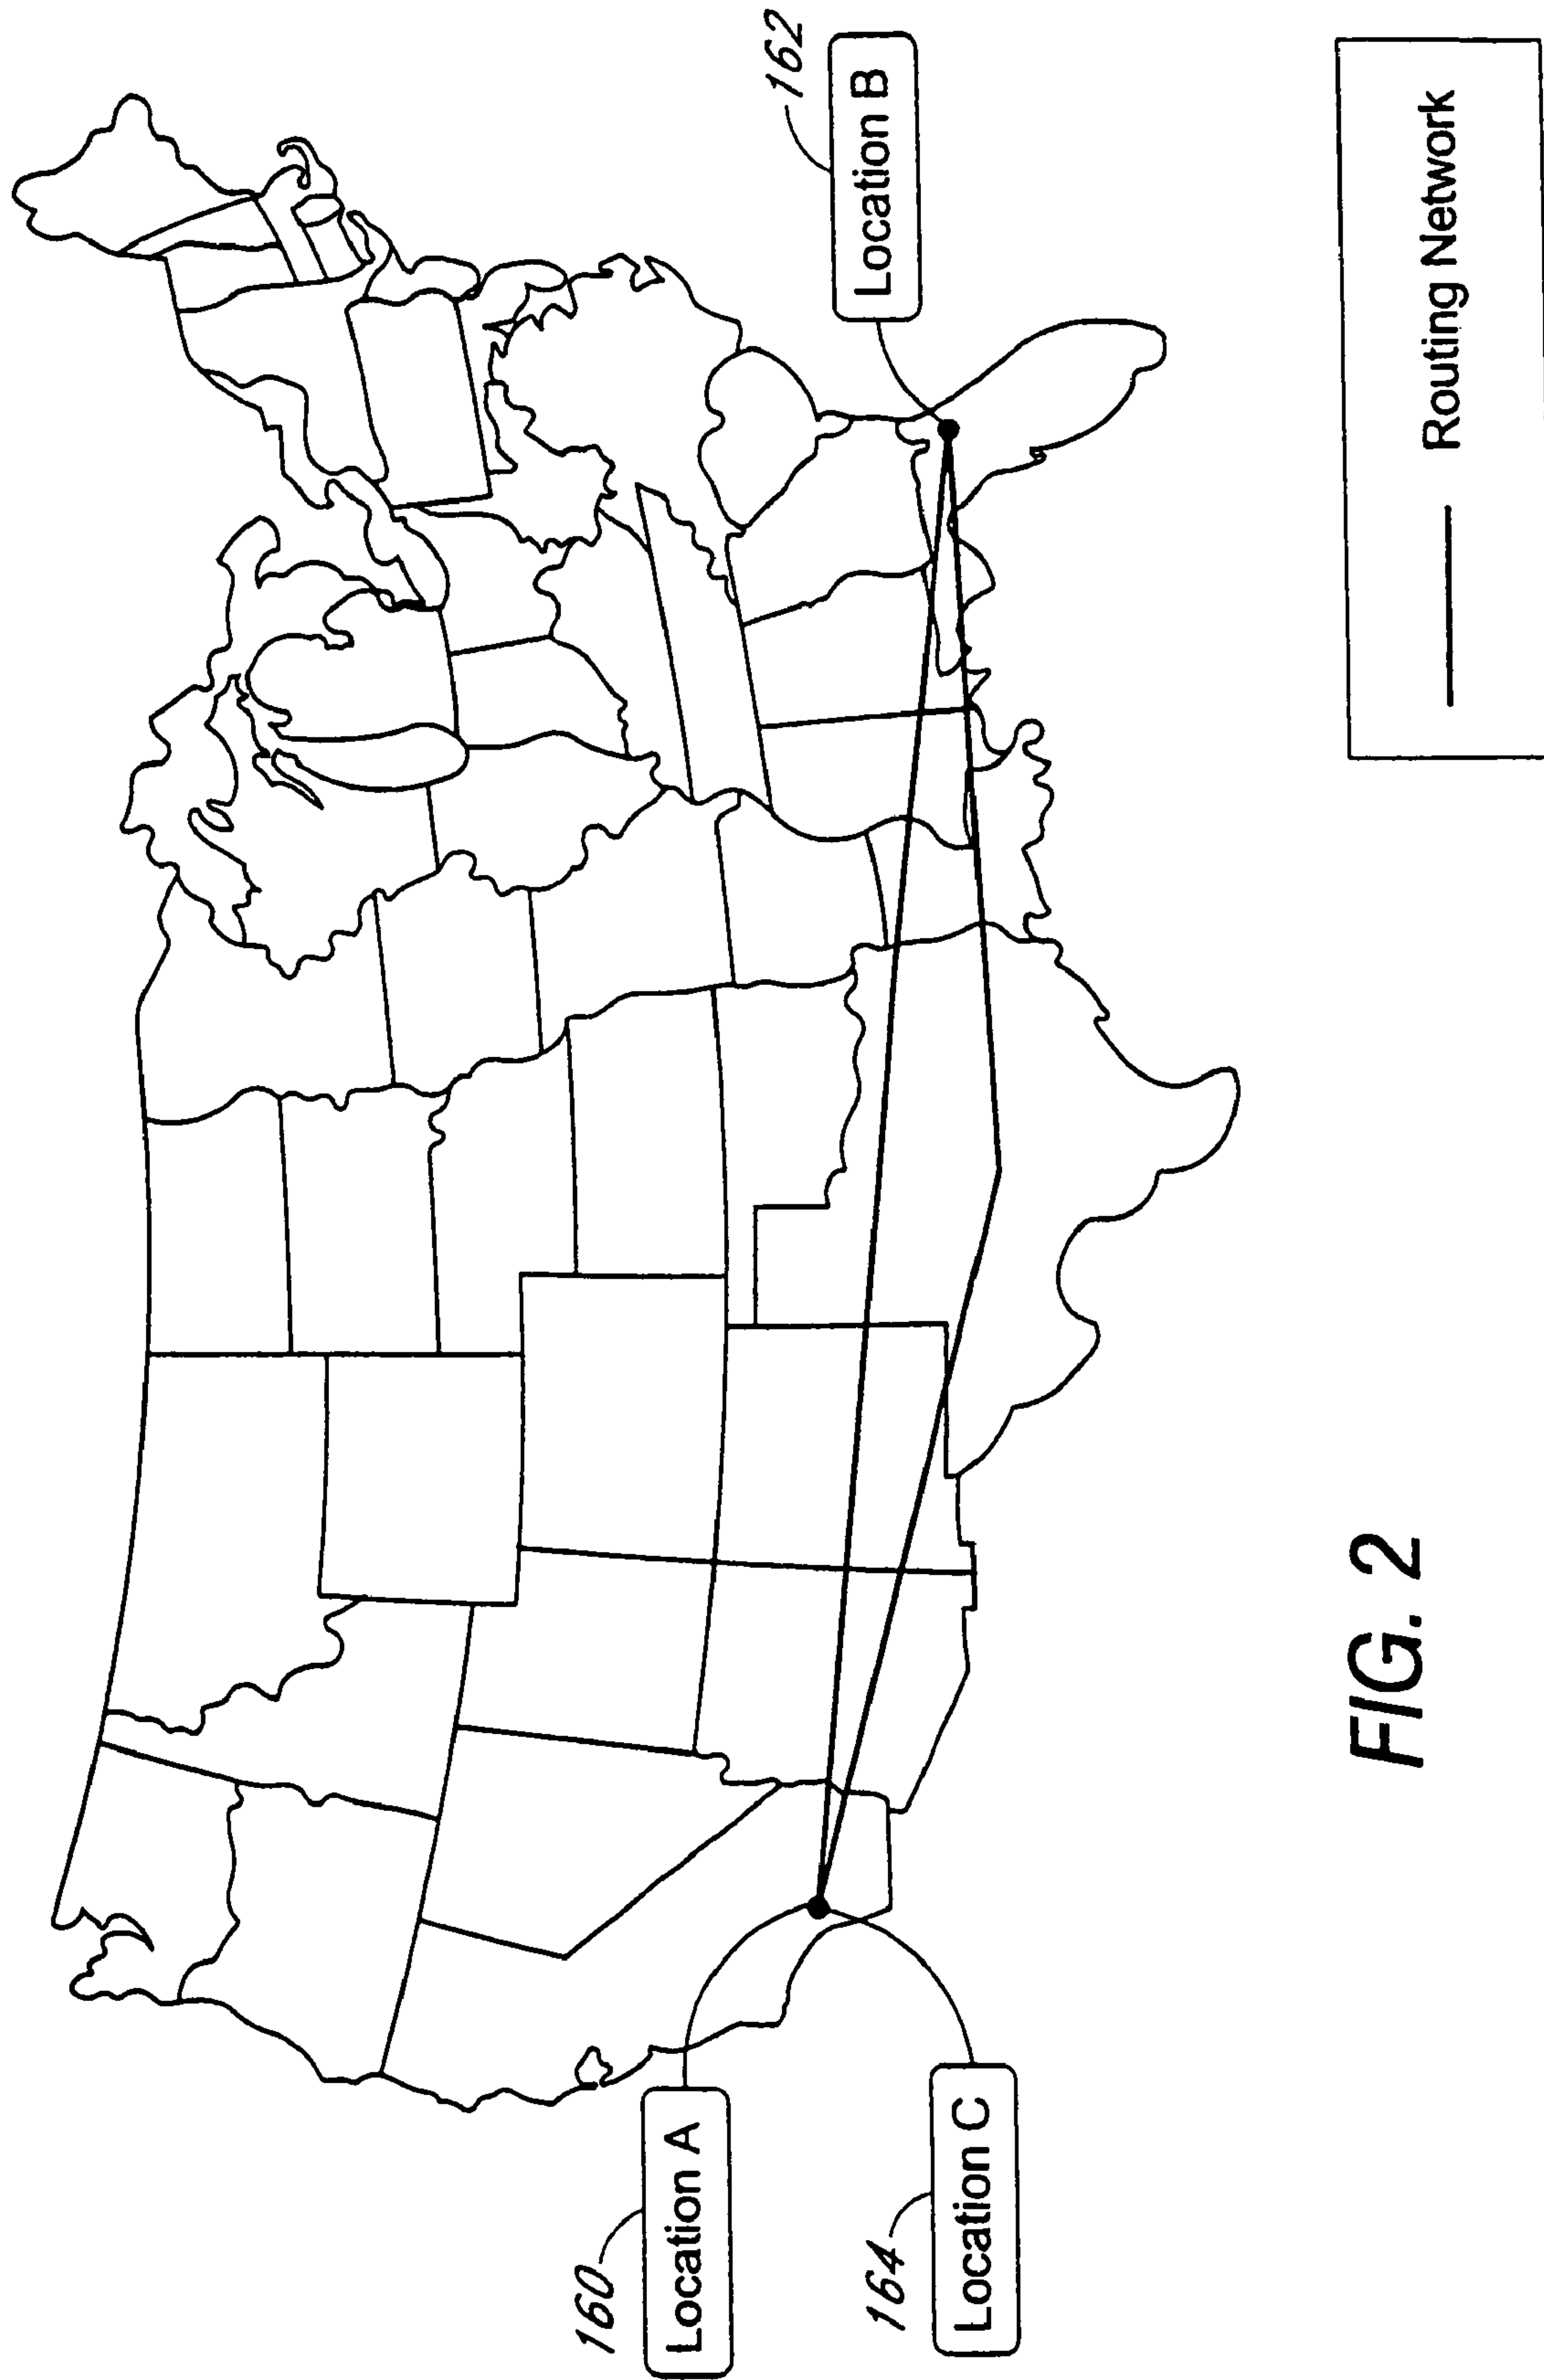 160
Location A
164
Location C
162
Location B
Routing Network
FIG. 2